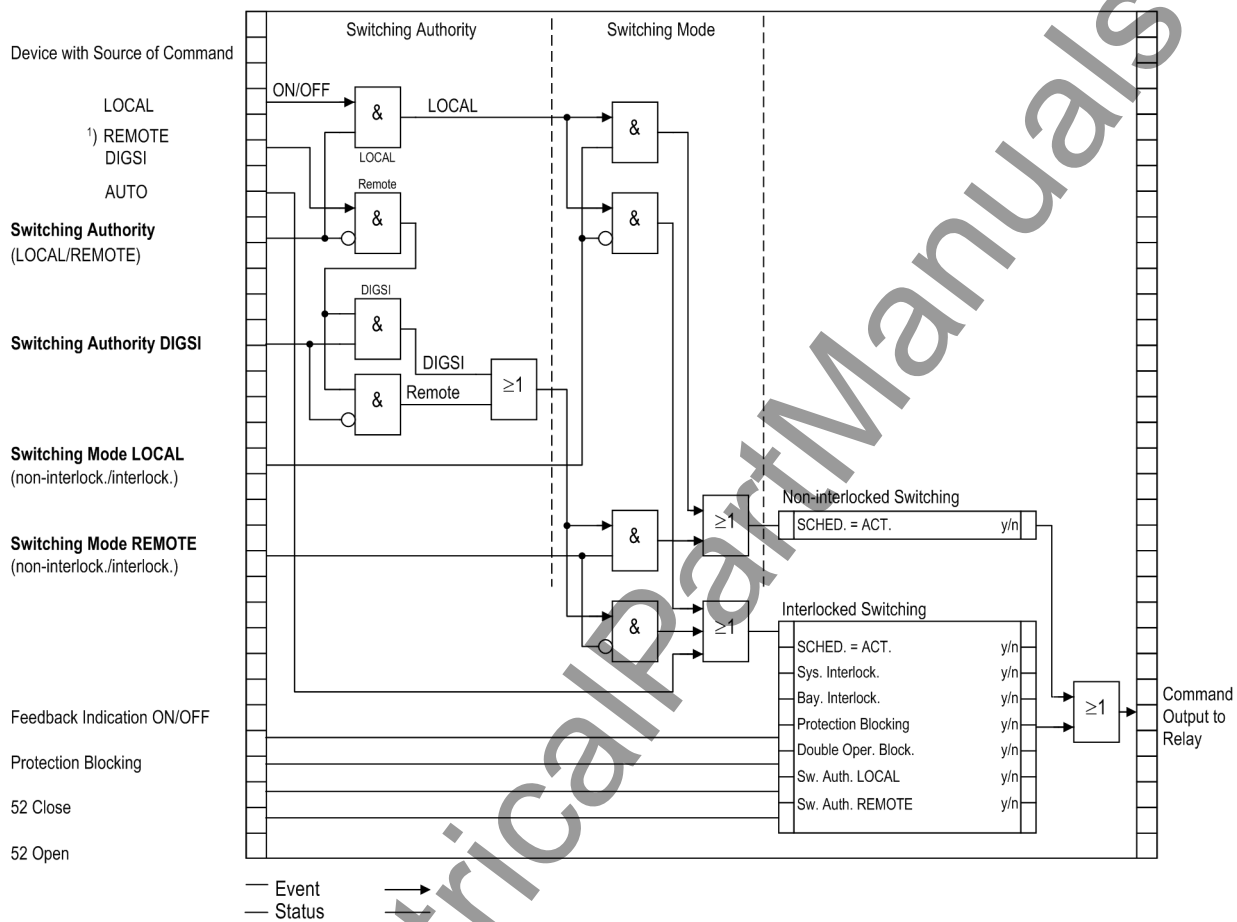 Switching Authority
Switching Mode
Device with Source of Command
ON/OFF
LOCAL
&
LOCAL
&
LOCAL
¹) REMOTE
DIGSI
AUTO
Remote
&
&
Switching Authority
(LOCAL/REMOTE)
DIGSI
&
Switching Authority DIGSI
DIGSI
≥1
Remote
&
Switching Mode LOCAL
(non-interlock./interlock.)
Non-interlocked Switching
SCHED. = ACT. y/n
&
≥1
Switching Mode REMOTE
(non-interlock./interlock.)
Interlocked Switching
&
≥1
SCHED. = ACT. y/n
Sys. Interlock. y/n
Bay. Interlock. y/n
Protection Blocking y/n
Double Oper. Block. y/n
Sw. Auth. LOCAL y/n
Sw. Auth. REMOTE y/n
≥1
Command
Output to
Relay
Feedback Indication ON/OFF
Protection Blocking
52 Close
52 Open
Event
Status
tricalPartManuals